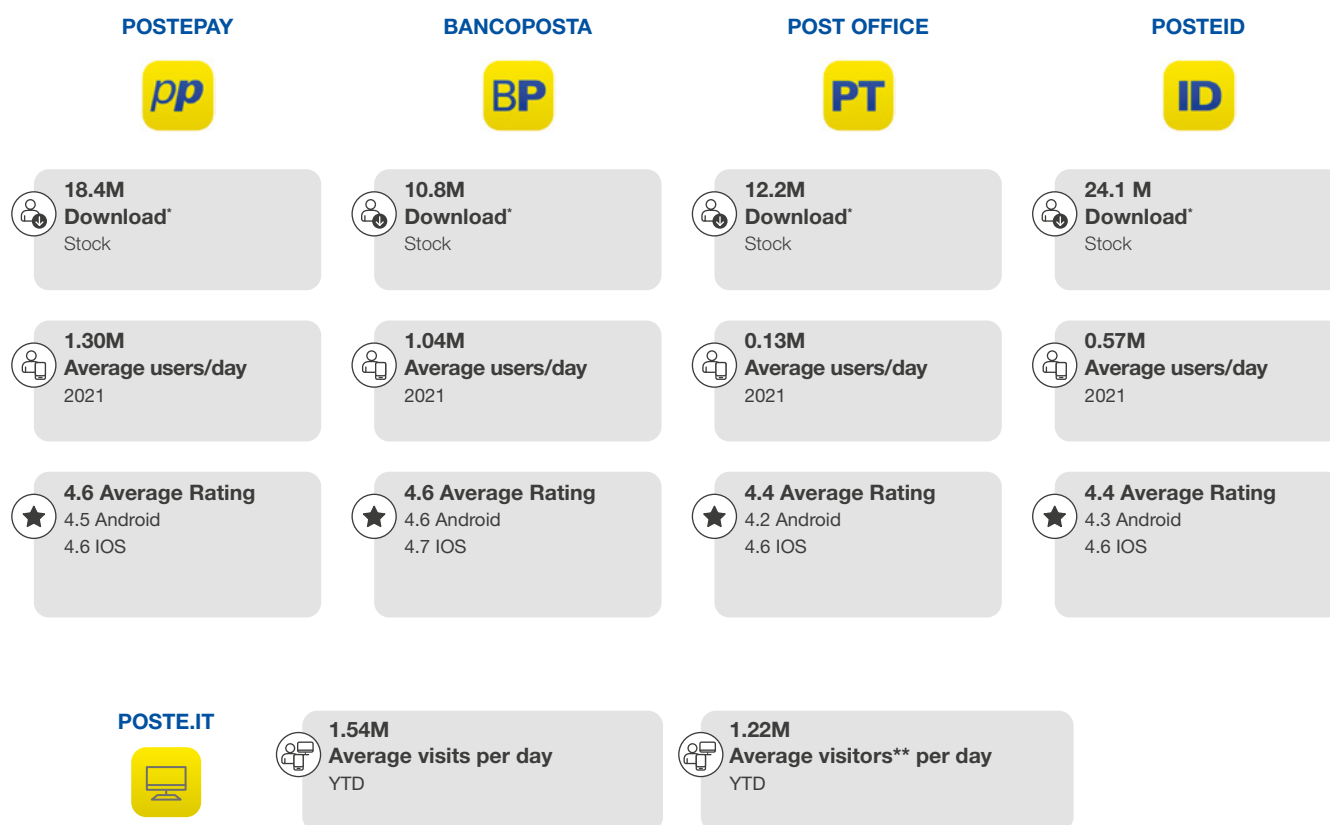 POSTEPAY
BANCOPOSTA
POST OFFICE
POSTEID
pp
BP
PT
ID
18.4M
Download*
Stock
10.8M
Download*
Stock
12.2M
Download*
Stock
24.1 M
Download*
Stock
1.30M
Average users/day
2021
1.04M
Average users/day
2021
0.13M
Average users/day
2021
0.57M
Average users/day
2021
4.6 Average Rating
4.5 Android
4.6 IOS
4.6 Average Rating
4.6 Android
4.7 IOS
4.4 Average Rating
4.2 Android
4.6 IOS
4.4 Average Rating
4.3 Android
4.6 IOS
POSTE.IT
1.54M
Average visits per day
YTD
1.22M
Average visitors** per day
YTD